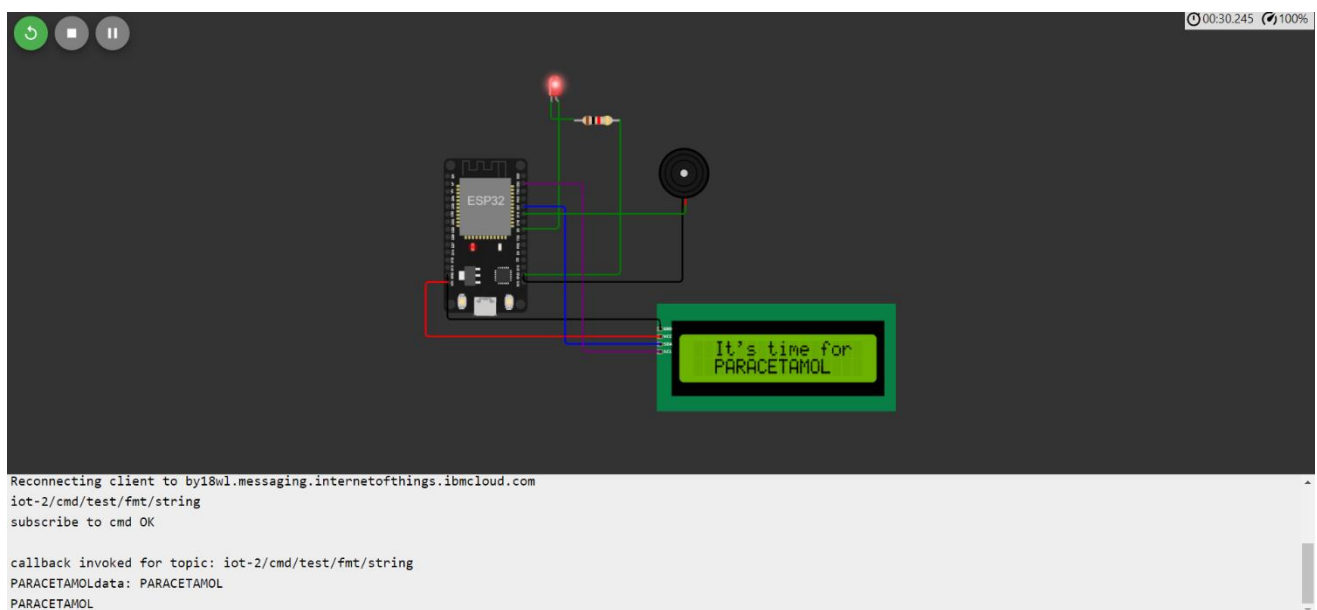 00:30.245 100%
ESP32
It's time for
PARACETAMOL
Reconnecting client to by18wl.messaging.internetofthings.ibmcloud.com
iot-2/cmd/test/fmt/string
subscribe to cmd OK
callback invoked for topic: iot-2/cmd/test/fmt/string
PARACETAMOLdata: PARACETAMOL
PARACETAMOL